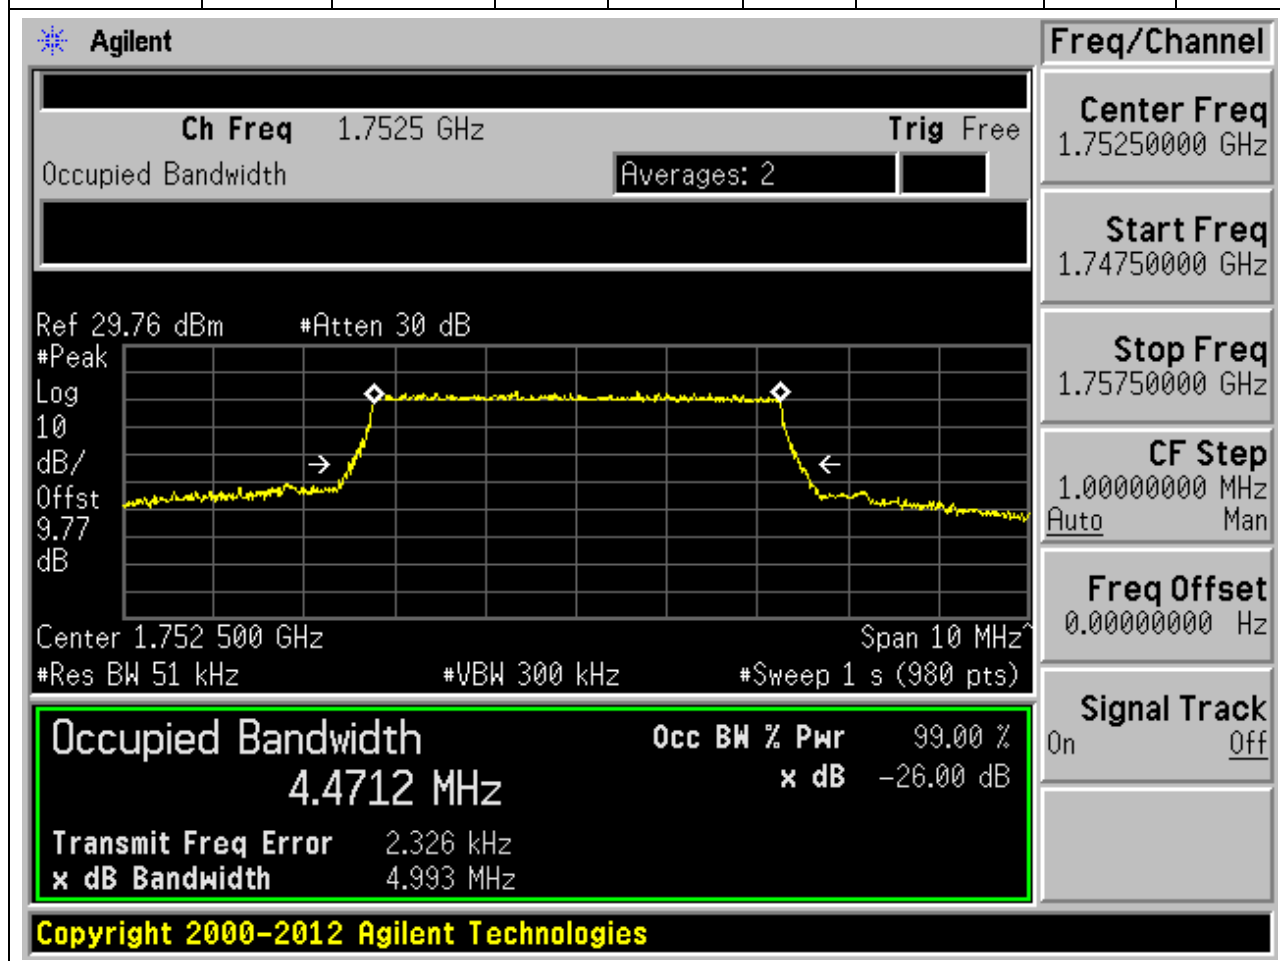 Agilent
Freq/Channel
Ch Freq 1.7525 GHz Trig Free
Occupied Bandwidth Averages: 2
Center Freq
1.75250000 GHz
Start Freq
1.74750000 GHz
Stop Freq
1.75750000 GHz
CF Step
1.00000000 MHz
Auto Man
Freq Offset
0.00000000 Hz
Signal Track
On Off
Ref 29.76 dBm #Atten 30 dB
#Peak
Log
10
dB/
Offst
9.77
dB
Center 1.752 500 GHz Span 10 MHz^
#Res BW 51 kHz #VBW 300 kHz #Sweep 1 s (980 pts)
Occupied Bandwidth Occ BW % Pwr 99.00 %
4.4712 MHz x dB -26.00 dB
Transmit Freq Error 2.326 kHz
x dB Bandwidth 4.993 MHz
Copyright 2000-2012 Agilent Technologies